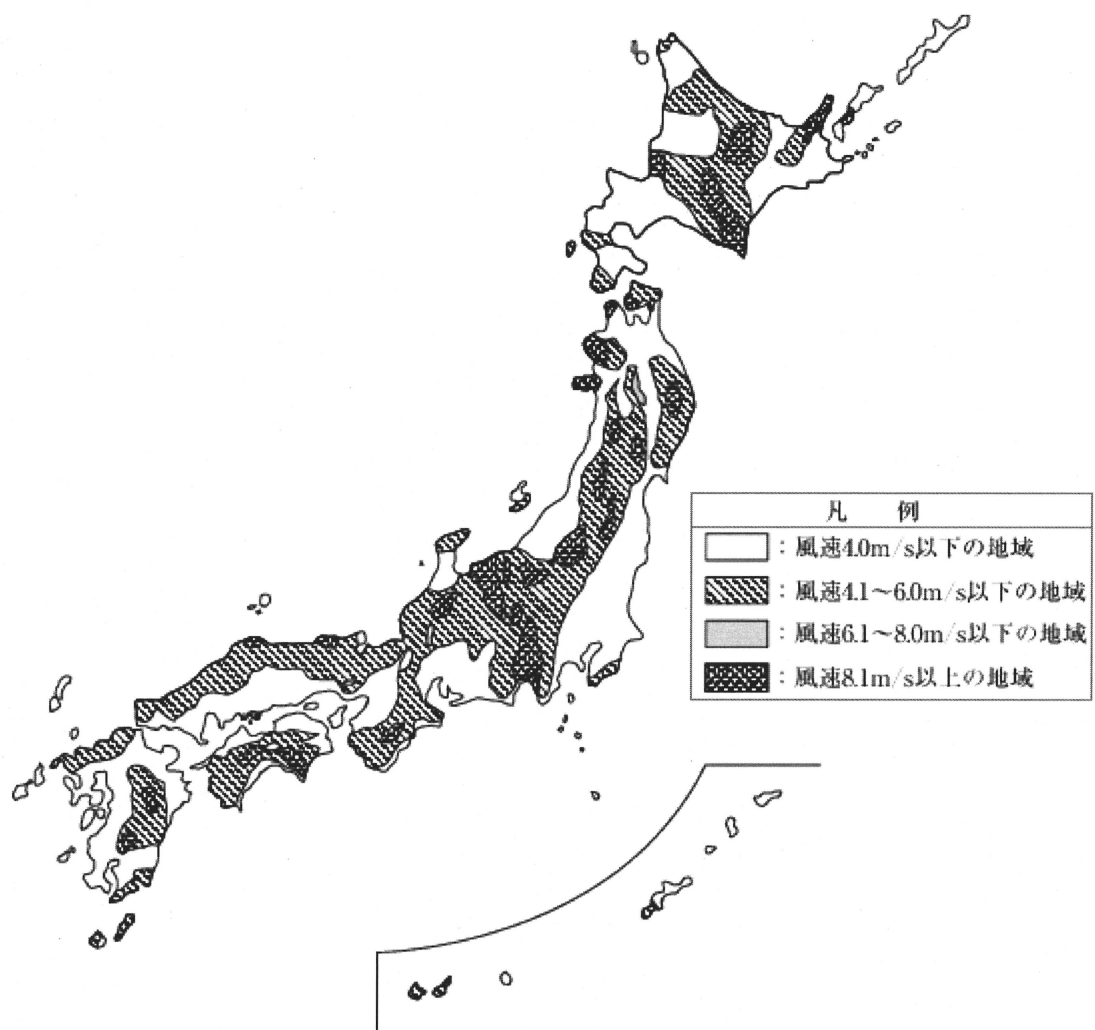 凡 例
：風速4.0m/s以下の地域
：風速4.1～6.0m/s以下の地域
：風速6.1～8.0m/s以下の地域
：風速8.1m/s以上の地域